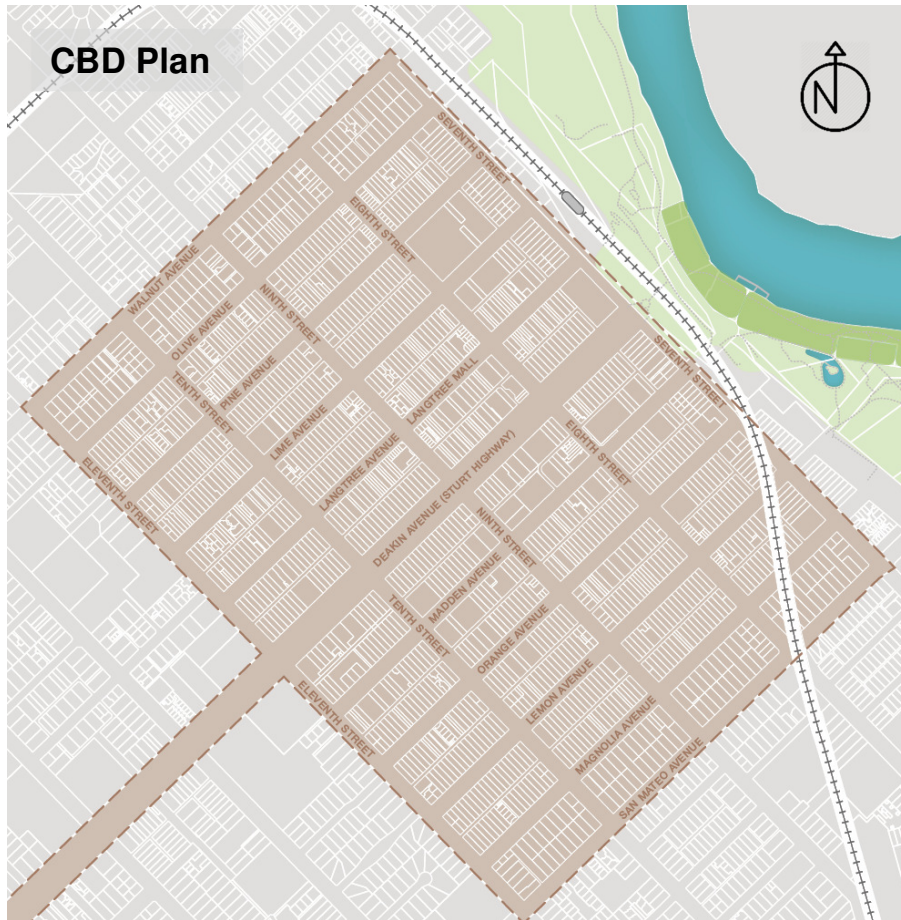 CBD Plan
N
SEVENTH STREET
EIGHTH STREET
WALNUT AVENUE
OLIVE AVENUE
NINTH STREET
PINE AVENUE
TENTH STREET
LIME AVENUE
LANGTREE MALL
SEVENTH STREET
LANGTREE AVENUE
ELEVENTH STREET
DEAKIN AVENUE (STURT HIGHWAY)
EIGHTH STREET
NINTH STREET
MADDEN AVENUE
TENTH STREET
ORANGE AVENUE
LEMON AVENUE
ELEVENTH STREET
MAGNOLIA AVENUE
SAN MATEO AVENUE